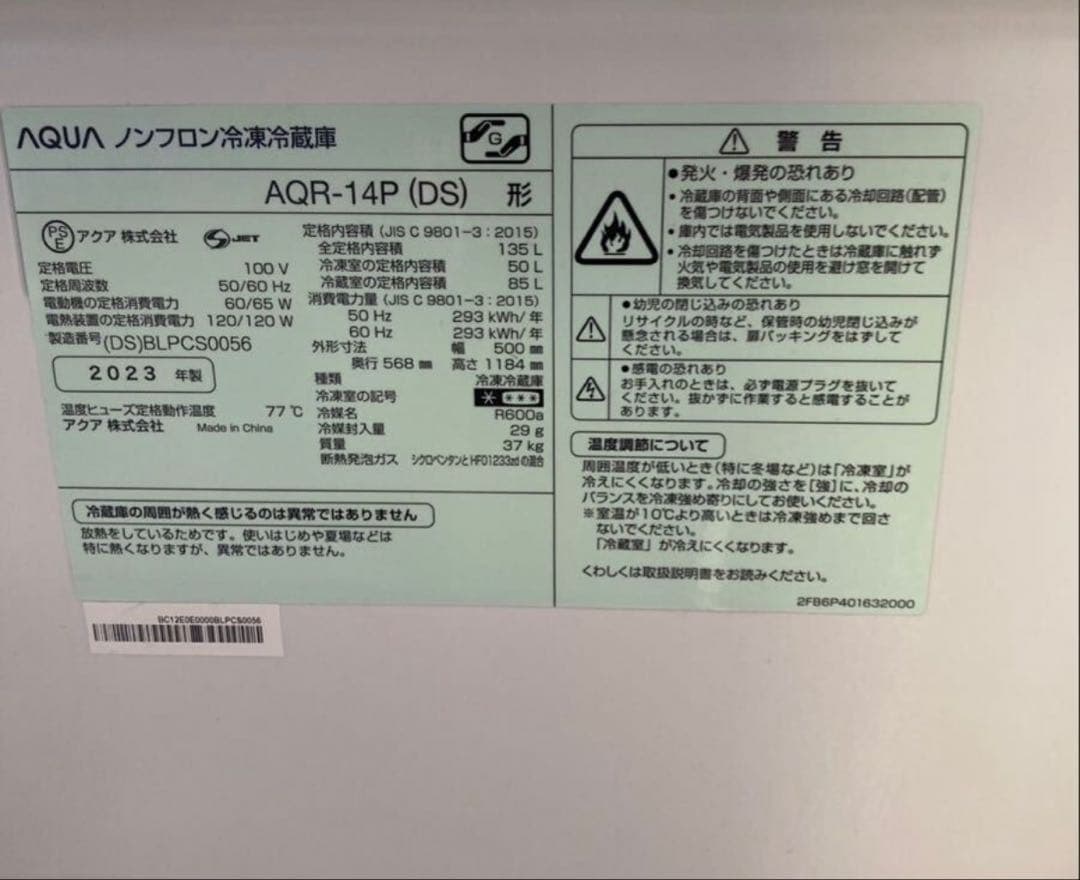 AQUA ノンフロン冷凍冷蔵庫
G
AQR-14P (DS) 形
PS
E
アクア 株式会社
JET
定格電圧 100 V
定格周波数 50/60 Hz
電動機の定格消費電力 60/65 W
電熱装置の定格消費電力 120/120 W
製造番号(DS)BLPCS0056
2023 年製
温度ヒューズ定格動作温度 77 ℃
アクア 株式会社 Made in China
定格内容積 (JIS C 9801-3:2015)
全定格内容積 135 L
冷凍室の定格内容積 50 L
冷蔵室の定格内容積 85 L
消費電力量 (JIS C 9801-3:2015)
50 Hz 293 kWh/年
60 Hz 293 kWh/年
外形寸法 幅 500 ㎜
奥行 568 ㎜ 高さ 1184 ㎜
種類 冷凍冷蔵庫
冷凍室の記号 * ***
冷媒名 R600a
冷媒封入量 29 g
質量 37 kg
断熱発泡ガス シクロペンタンとHFO1233zdの混合
冷蔵庫の周囲が熱く感じるのは異常ではありません
放熱をしているためです。使いはじめや夏場などは
特に熱くなりますが、異常ではありません。
警告
●発火・爆発の恐れあり
・冷蔵庫の背面や側面にある冷却回路(配管)
を傷つけないでください。
・庫内では電気製品を使用しないでください。
・冷却回路を傷つけたときは冷蔵庫に触れず
火気や電気製品の使用を避け窓を開けて
換気してください。
●幼児の閉じ込みの恐れあり
リサイクルの時など、保管時の幼児閉じ込みが
懸念される場合は、扉パッキングをはずして
ください。
●感電の恐れあり
お手入れのときは、必ず電源プラグを抜いて
ください。抜かずに作業すると感電することが
あります。
温度調節について
周囲温度が低いとき(特に冬場など)は「冷凍室」が
冷えにくくなります。冷却の強さを[強]に、冷却の
バランスを冷凍強め寄りにしてお使いください。
※室温が10℃より高いときは冷凍強めまで回さ
ないでください。
「冷蔵室」が冷えにくくなります。
くわしくは取扱説明書をお読みください。
2FB6P401632000
BC12E0E0000BLPCS0056